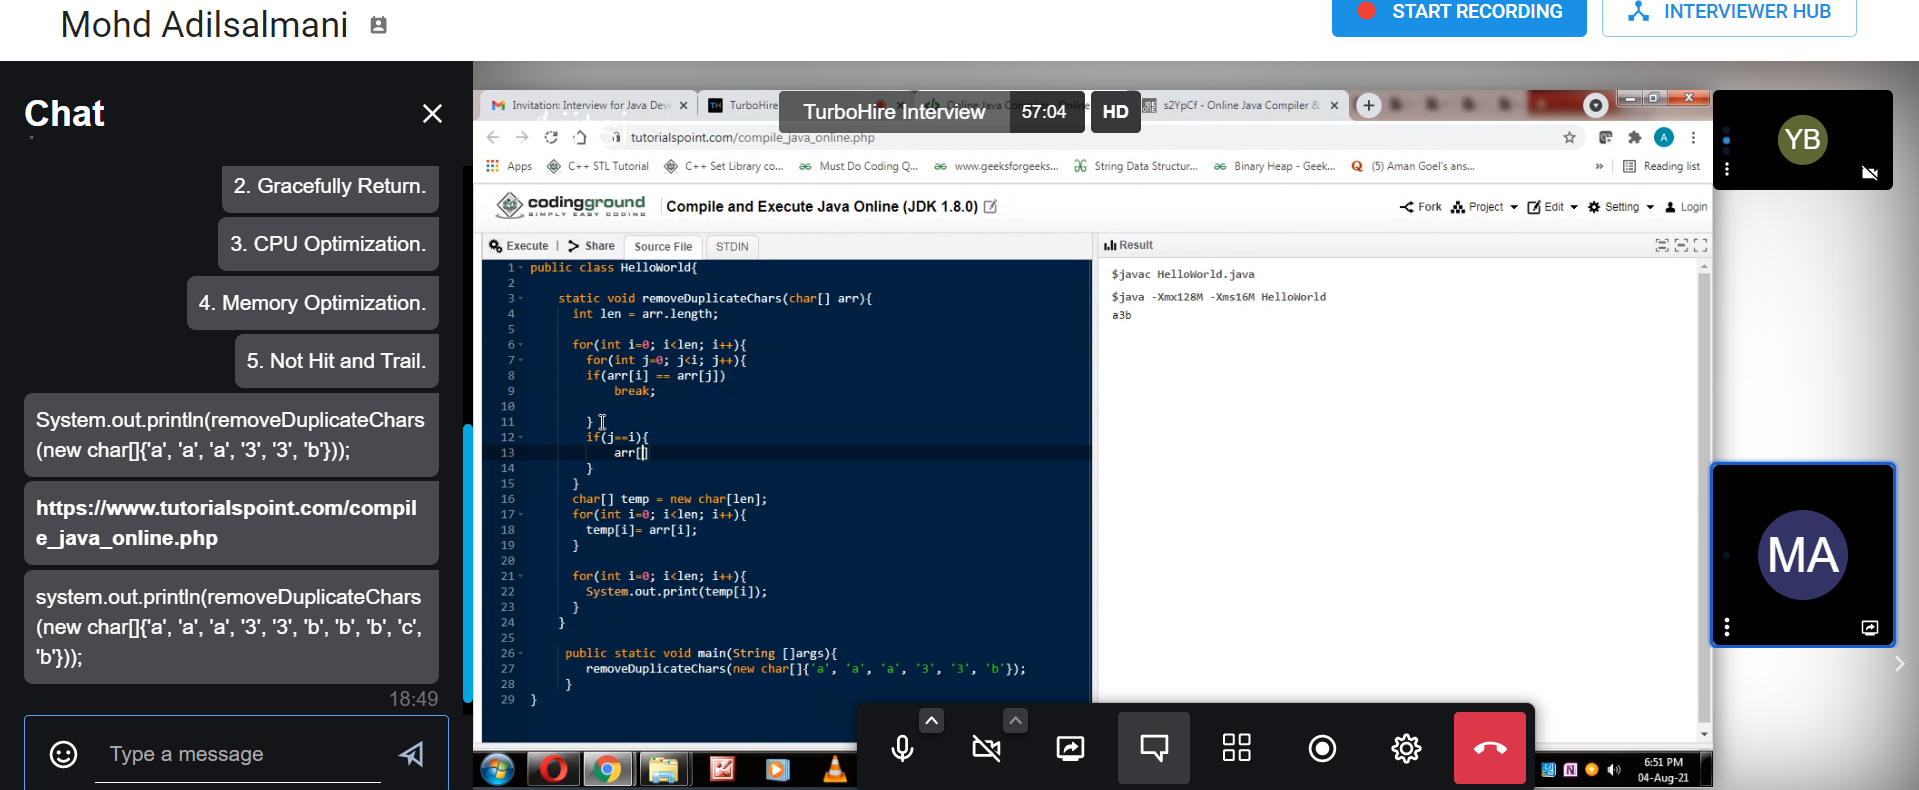 Mohd Adilsalmani
START RECORDING
INTERVIEWER HUB
Chat
2. Gracefully Return.
3. CPU Optimization.
4. Memory Optimization.
5. Not Hit and Trail.
System.out.println(removeDuplicateChars
(new char[]{'a', 'a', 'a', '3', '3', 'b'}));
https://www.tutorialspoint.com/compil
e_java_online.php
system.out.println(removeDuplicateChars
(new char[]{'a', 'a', 'a', '3', '3', 'b', 'b', 'b', 'c',
'b'}));
18:49
Type a message
Invitation: Interview for Java Dev
TurboHire
TurboHire Interview
57:04
HD
s2YpCf - Online Java Compiler &
tutorialspoint.com/compile_java_online.php
A
Apps
C++ STL Tutorial
C++ Set Library co...
Must Do Coding Q...
www.geeksforgeeks...
String Data Structur...
Binary Heap - Geek...
(5) Aman Goel's ans...
»
Reading list
codingground
SIMPLY EASY CODING
Compile and Execute Java Online (JDK 1.8.0)
Fork
Project
Edit
Setting
Login
Execute |
Share
Source File
STDIN
Result
1 public class HelloWorld{
2
3 static void removeDuplicateChars(char[] arr){
4 int len = arr.length;
5
6 for(int i=0; i<len; i++){
7 for(int j=0; j<i; j++){
8 if(arr[i] == arr[j])
9 break;
10
11 }
12 if(j==i){
13 arr[]
14 }
15 }
16 char[] temp = new char[len];
17 for(int i=0; i<len; i++){
18 temp[i]= arr[i];
19 }
20
21 for(int i=0; i<len; i++){
22 System.out.print(temp[i]);
23 }
24 }
25
26 public static void main(String []args){
27 removeDuplicateChars(new char[]{'a', 'a', 'a', '3', '3', 'b'});
28 }
29 }
$javac HelloWorld.java
$java -Xmx128M -Xms16M HelloWorld
a3b
YB
MA
6:51 PM
04-Aug-21